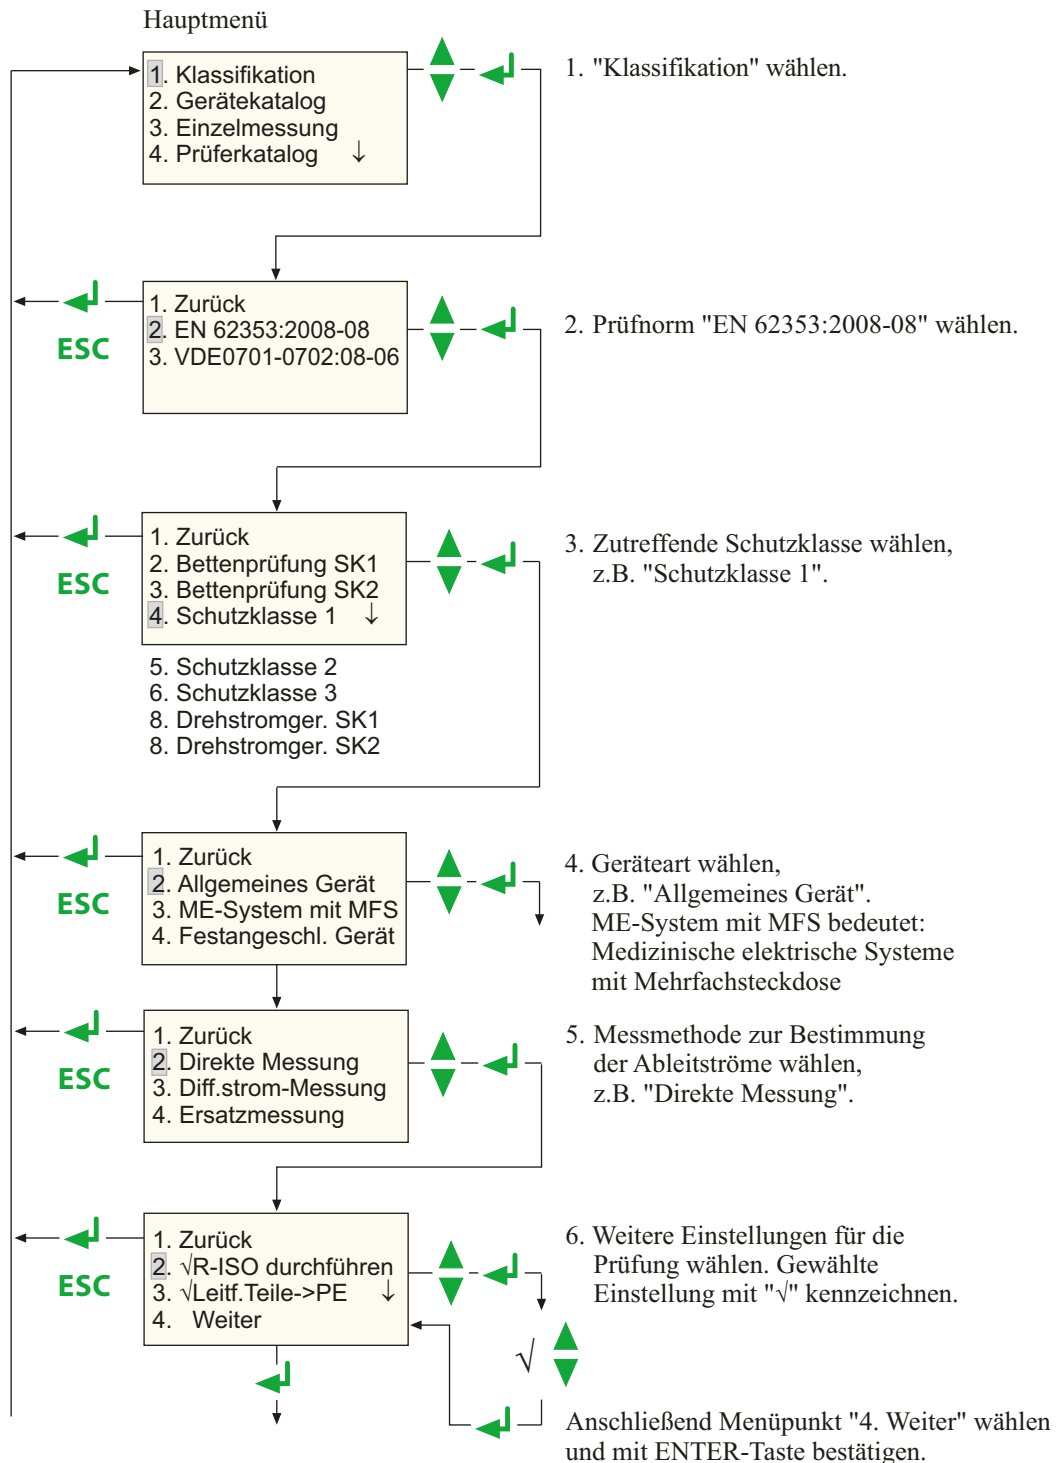 Hauptmenü
1. Klassifikation
2. Gerätekatalog
3. Einzelmessung
4. Prüferkatalog ↓
1. "Klassifikation" wählen.
ESC
1. Zurück
2. EN 62353:2008-08
3. VDE0701-0702:08-06
2. Prüfnorm "EN 62353:2008-08" wählen.
ESC
1. Zurück
2. Bettenprüfung SK1
3. Bettenprüfung SK2
4. Schutzklasse 1 ↓
5. Schutzklasse 2
6. Schutzklasse 3
8. Drehstromger. SK1
8. Drehstromger. SK2
3. Zutreffende Schutzklasse wählen,
z.B. "Schutzklasse 1".
ESC
1. Zurück
2. Allgemeines Gerät
3. ME-System mit MFS
4. Festangeschl. Gerät
4. Geräteart wählen,
z.B. "Allgemeines Gerät".
ME-System mit MFS bedeutet:
Medizinische elektrische Systeme
mit Mehrfachsteckdose
ESC
1. Zurück
2. Direkte Messung
3. Diff.strom-Messung
4. Ersatzmessung
5. Messmethode zur Bestimmung
der Ableitströme wählen,
z.B. "Direkte Messung".
ESC
1. Zurück
2. √R-ISO durchführen
3. √Leitf.Teile->PE ↓
4. Weiter
6. Weitere Einstellungen für die
Prüfung wählen. Gewählte
Einstellung mit "√" kennzeichnen.
√
Anschließend Menüpunkt "4. Weiter" wählen
und mit ENTER-Taste bestätigen.